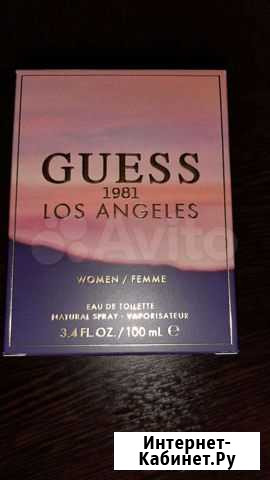 GUESS
1981
LOS ANGELES
Avito
WOMEN / FEMME
EAU DE TOILETTE
NATURAL SPRAY - VAPORISATEUR
3.4 FL. OZ. / 100 mL ℮
Интернет-
Кабинет.Ру